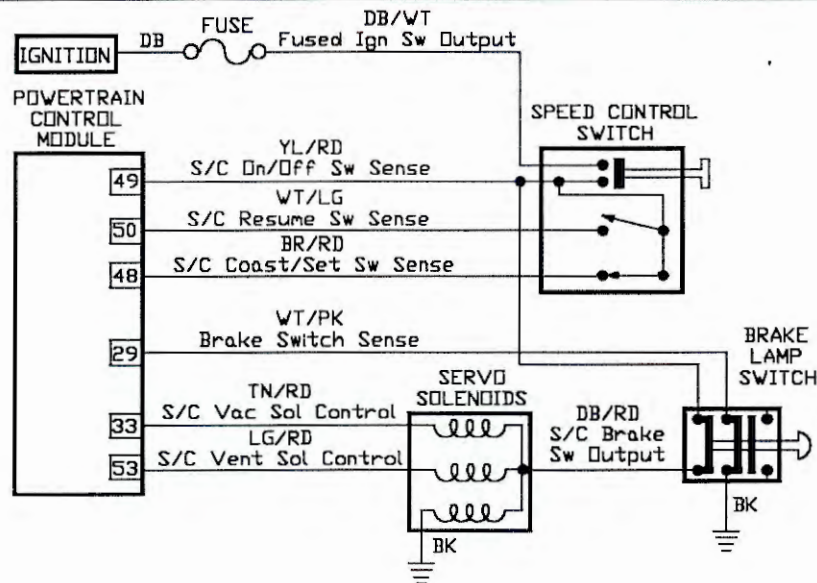 IGNITION
DB
FUSE
DB/WT
Fused Ign Sw Output
POWERTRAIN
CONTROL
MODULE
SPEED CONTROL
SWITCH
49
YL/RD
S/C On/Off Sw Sense
50
WT/LG
S/C Resume Sw Sense
48
BR/RD
S/C Coast/Set Sw Sense
29
WT/PK
Brake Switch Sense
BRAKE
LAMP
SWITCH
SERVO
SOLENOIDS
33
TN/RD
S/C Vac Sol Control
53
LG/RD
S/C Vent Sol Control
DB/RD
S/C Brake
Sw Output
BK
BK